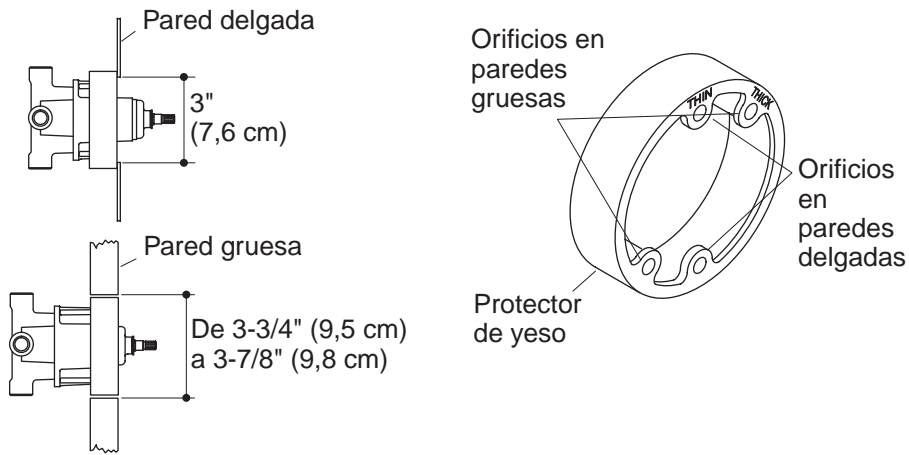 Pared delgada
3"
(7,6 cm)
Pared gruesa
De 3-3/4" (9,5 cm)
a 3-7/8" (9,8 cm)
Orificios en
paredes
gruesas
THIN
THICK
Orificios
en
paredes
delgadas
Protector
de yeso